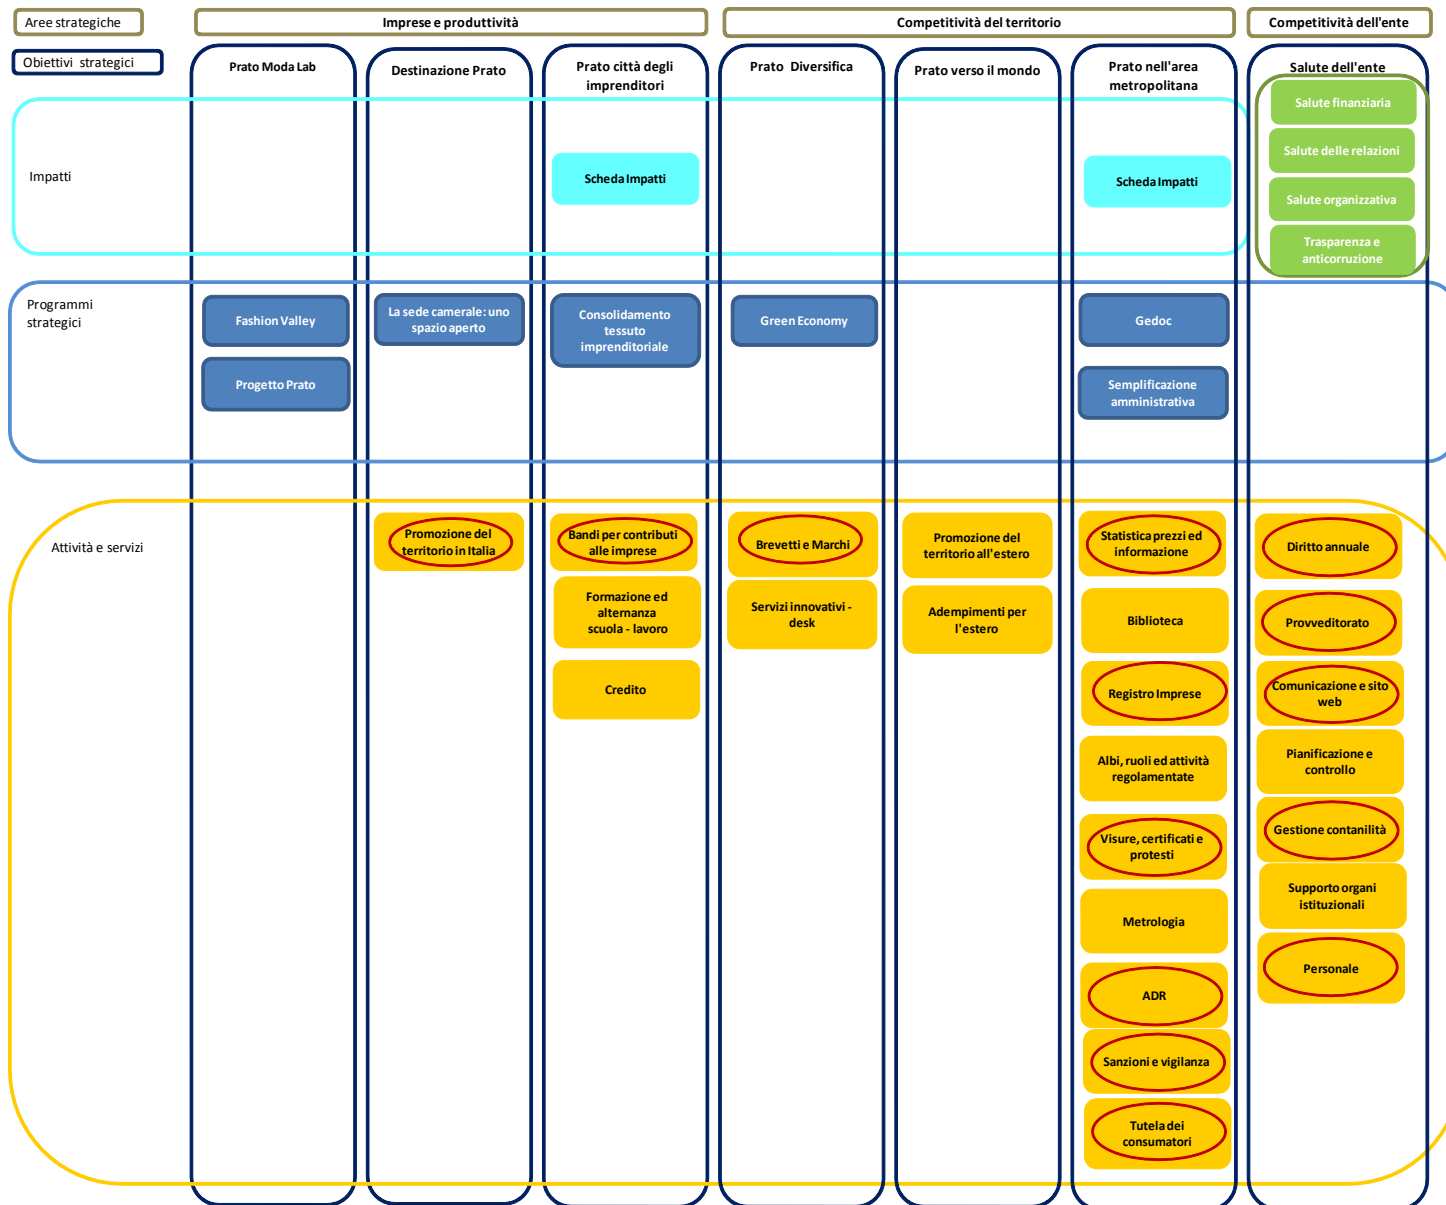 Aree strategiche
Imprese e produttività
Competitività del territorio
Competitività dell'ente
Obiettivi  strategici
Prato Moda Lab
Destinazione Prato
Prato città degli
imprenditori
Prato  Diversifica
Prato verso il mondo
Prato nell'area
metropolitana
Salute dell'ente
Impatti
Scheda Impatti
Scheda Impatti
Salute finanziaria
Salute delle relazioni
Salute organizzativa
Trasparenza e
anticorruzione
Programmi
strategici
Fashion Valley
Progetto Prato
La sede camerale: uno
spazio aperto
Consolidamento
tessuto
imprenditoriale
Green Economy
Gedoc
Semplificazione
amministrativa
Attività e servizi
Promozione del
territorio in Italia
Bandi per contributi
alle imprese
Formazione ed
alternanza
scuola - lavoro
Credito
Brevetti e Marchi
Servizi innovativi -
desk
Promozione del
territorio all'estero
Adempimenti per
l'estero
Statistica prezzi ed
informazione
Biblioteca
Registro Imprese
Albi, ruoli ed attività
regolamentate
Visure, certificati e
protesti
Metrologia
ADR
Sanzioni e vigilanza
Tutela dei
consumatori
Diritto annuale
Provveditorato
Comunicazione e sito
web
Pianificazione e
controllo
Gestione contanilità
Supporto organi
istituzionali
Personale